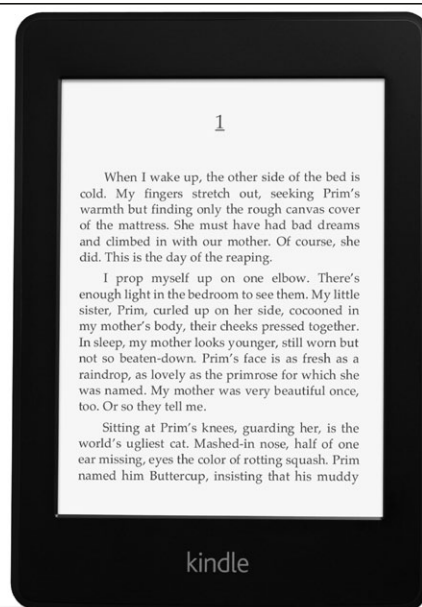 1
When I wake up, the other side of the bed is
cold. My fingers stretch out, seeking Prim's
warmth but finding only the rough canvas cover
of the mattress. She must have had bad dreams
and climbed in with our mother. Of course, she
did. This is the day of the reaping.
I prop myself up on one elbow. There's
enough light in the bedroom to see them. My little
sister, Prim, curled up on her side, cocooned in
my mother's body, their cheeks pressed together.
In sleep, my mother looks younger, still worn but
not so beaten-down. Prim's face is as fresh as a
raindrop, as lovely as the primrose for which she
was named. My mother was very beautiful once,
too. Or so they tell me.
Sitting at Prim's knees, guarding her, is the
world's ugliest cat. Mashed-in nose, half of one
ear missing, eyes the color of rotting squash. Prim
named him Buttercup, insisting that his muddy
kindle